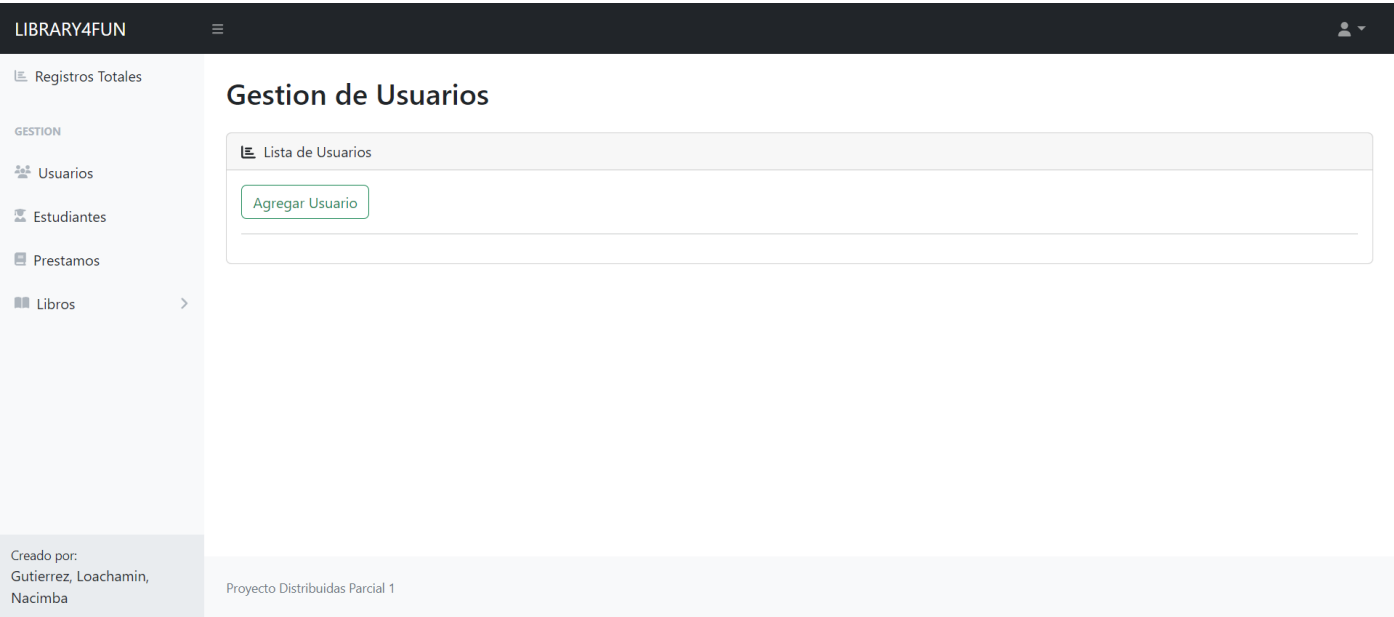 LIBRARY4FUN
Registros Totales
GESTION
Usuarios
Estudiantes
Prestamos
Libros
Creado por:
Gutierrez, Loachamin,
Nacimba
Gestion de Usuarios
Lista de Usuarios
Agregar Usuario
Proyecto Distribuidas Parcial 1